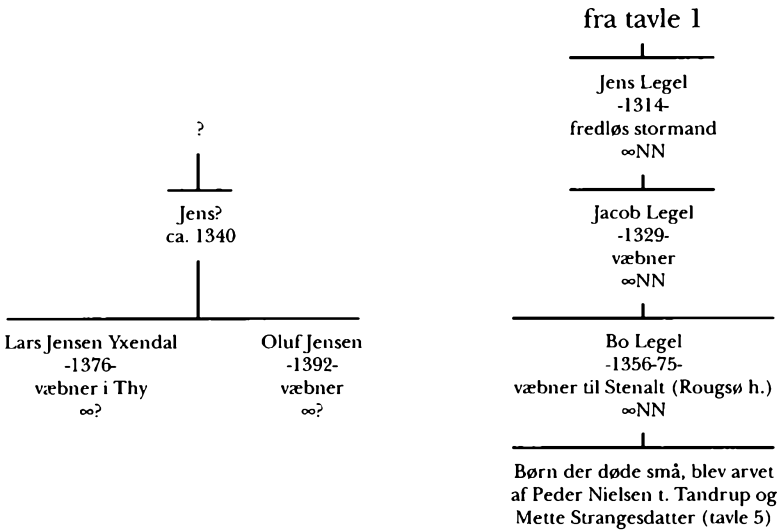 ?
Jens?
ca. 1340
Lars Jensen Yxendal
-1376-
væbner i Thy
∞?
Oluf Jensen
-1392-
væbner
∞?
fra tavle 1
Jens Legel
-1314-
fredløs stormand
∞NN
Jacob Legel
-1329-
væbner
∞NN
Bo Legel
-1356-75-
væbner til Stenalt (Rougsø h.)
∞NN
Børn der døde små, blev arvet
af Peder Nielsen t. Tandrup og
Mette Strangesdatter (tavle 5)